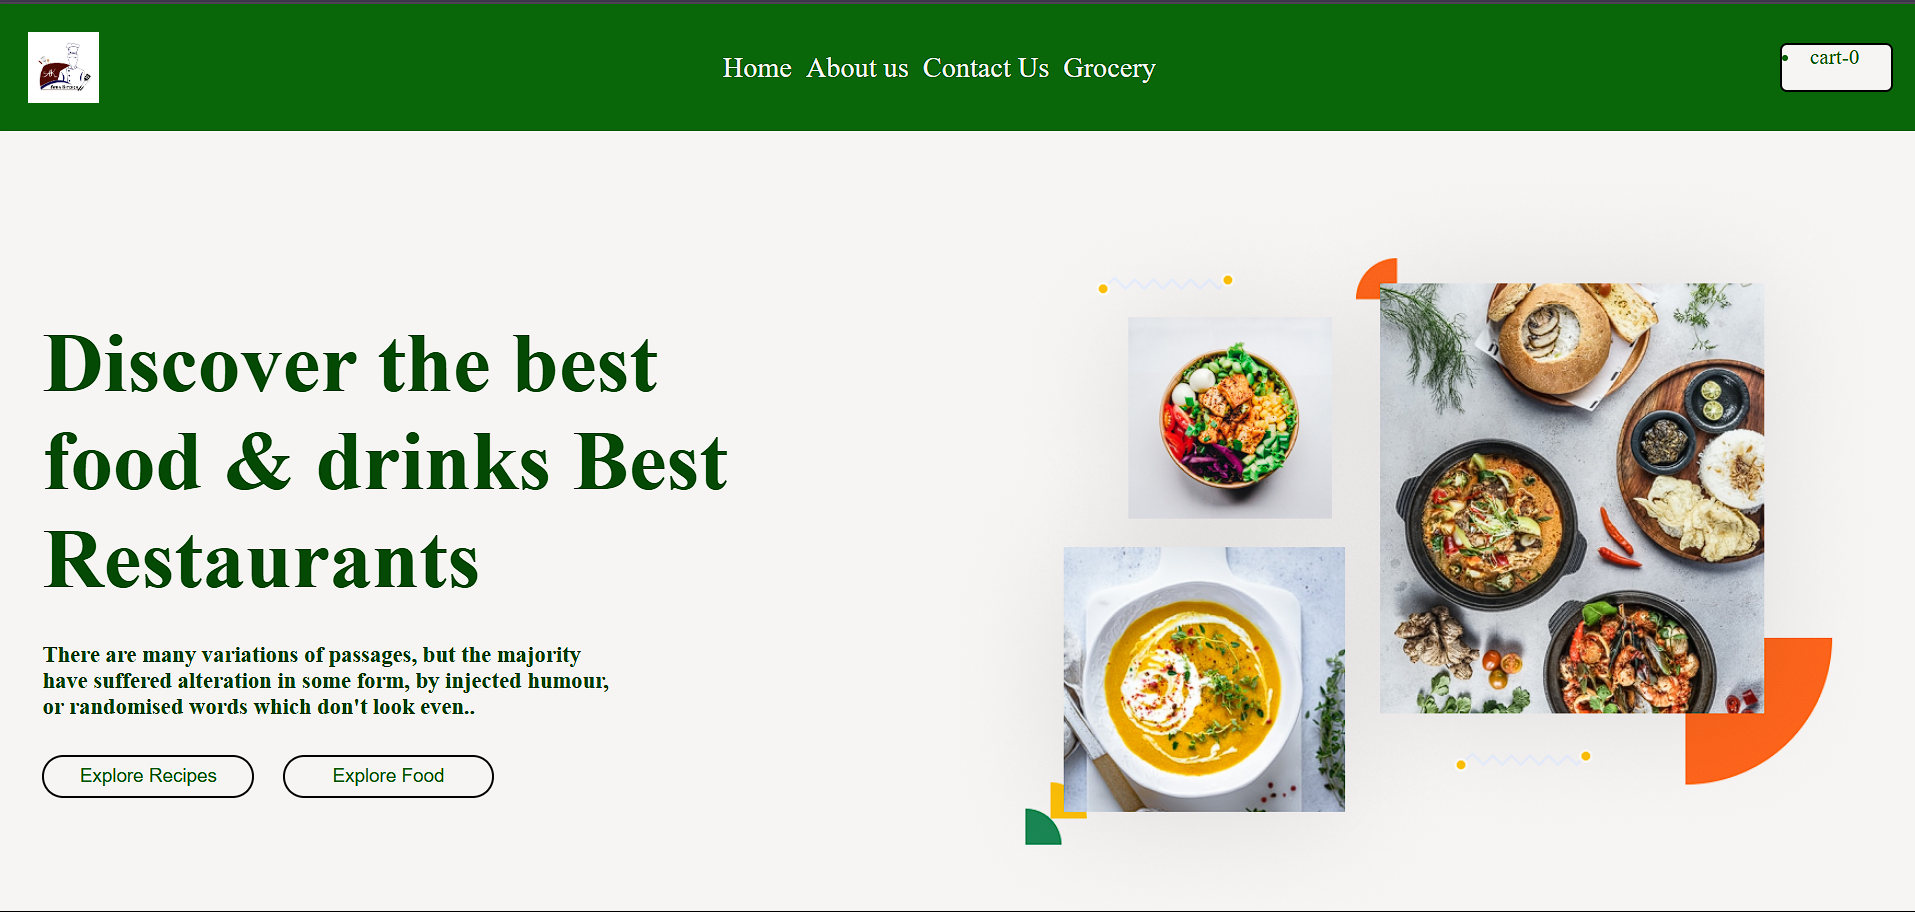 Home About us Contact Us Grocery
cart-0
Discover the best
food & drinks Best
Restaurants
There are many variations of passages, but the majority
have suffered alteration in some form, by injected humour,
or randomised words which don't look even..
Explore Recipes
Explore Food